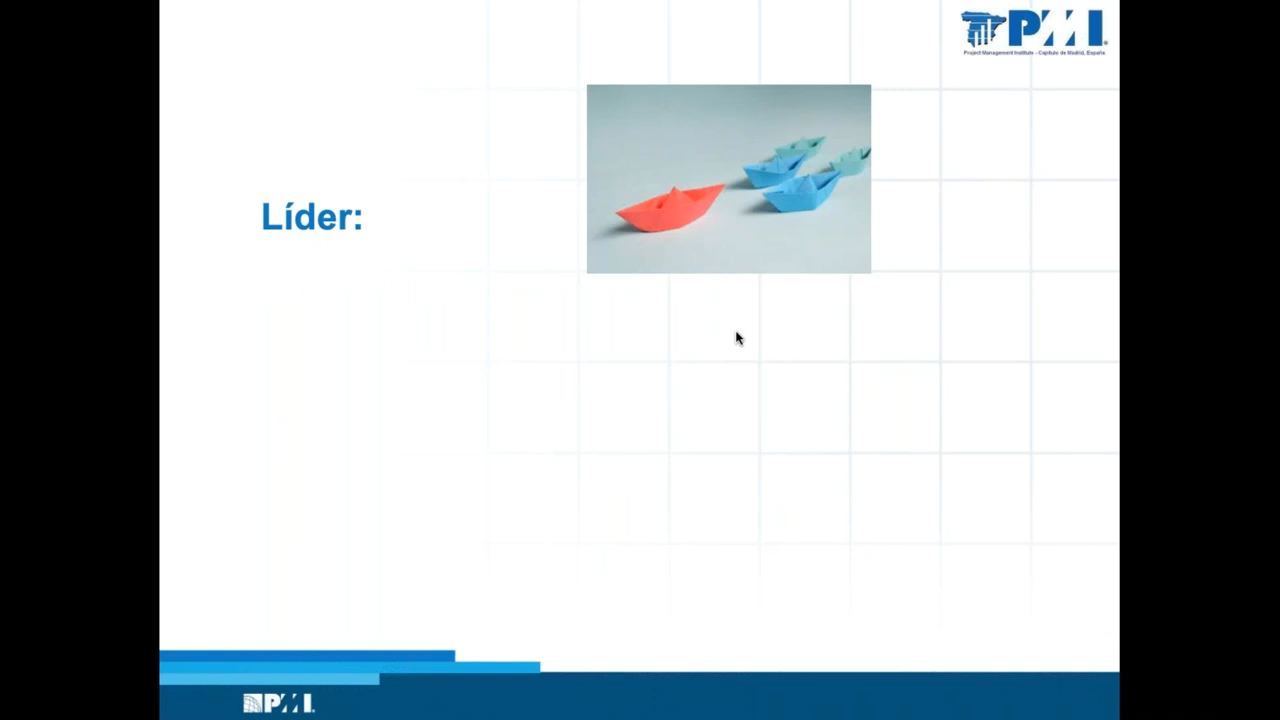 PMI
Project Management Institute - Capítulo de Madrid, España
Líder:
PMI